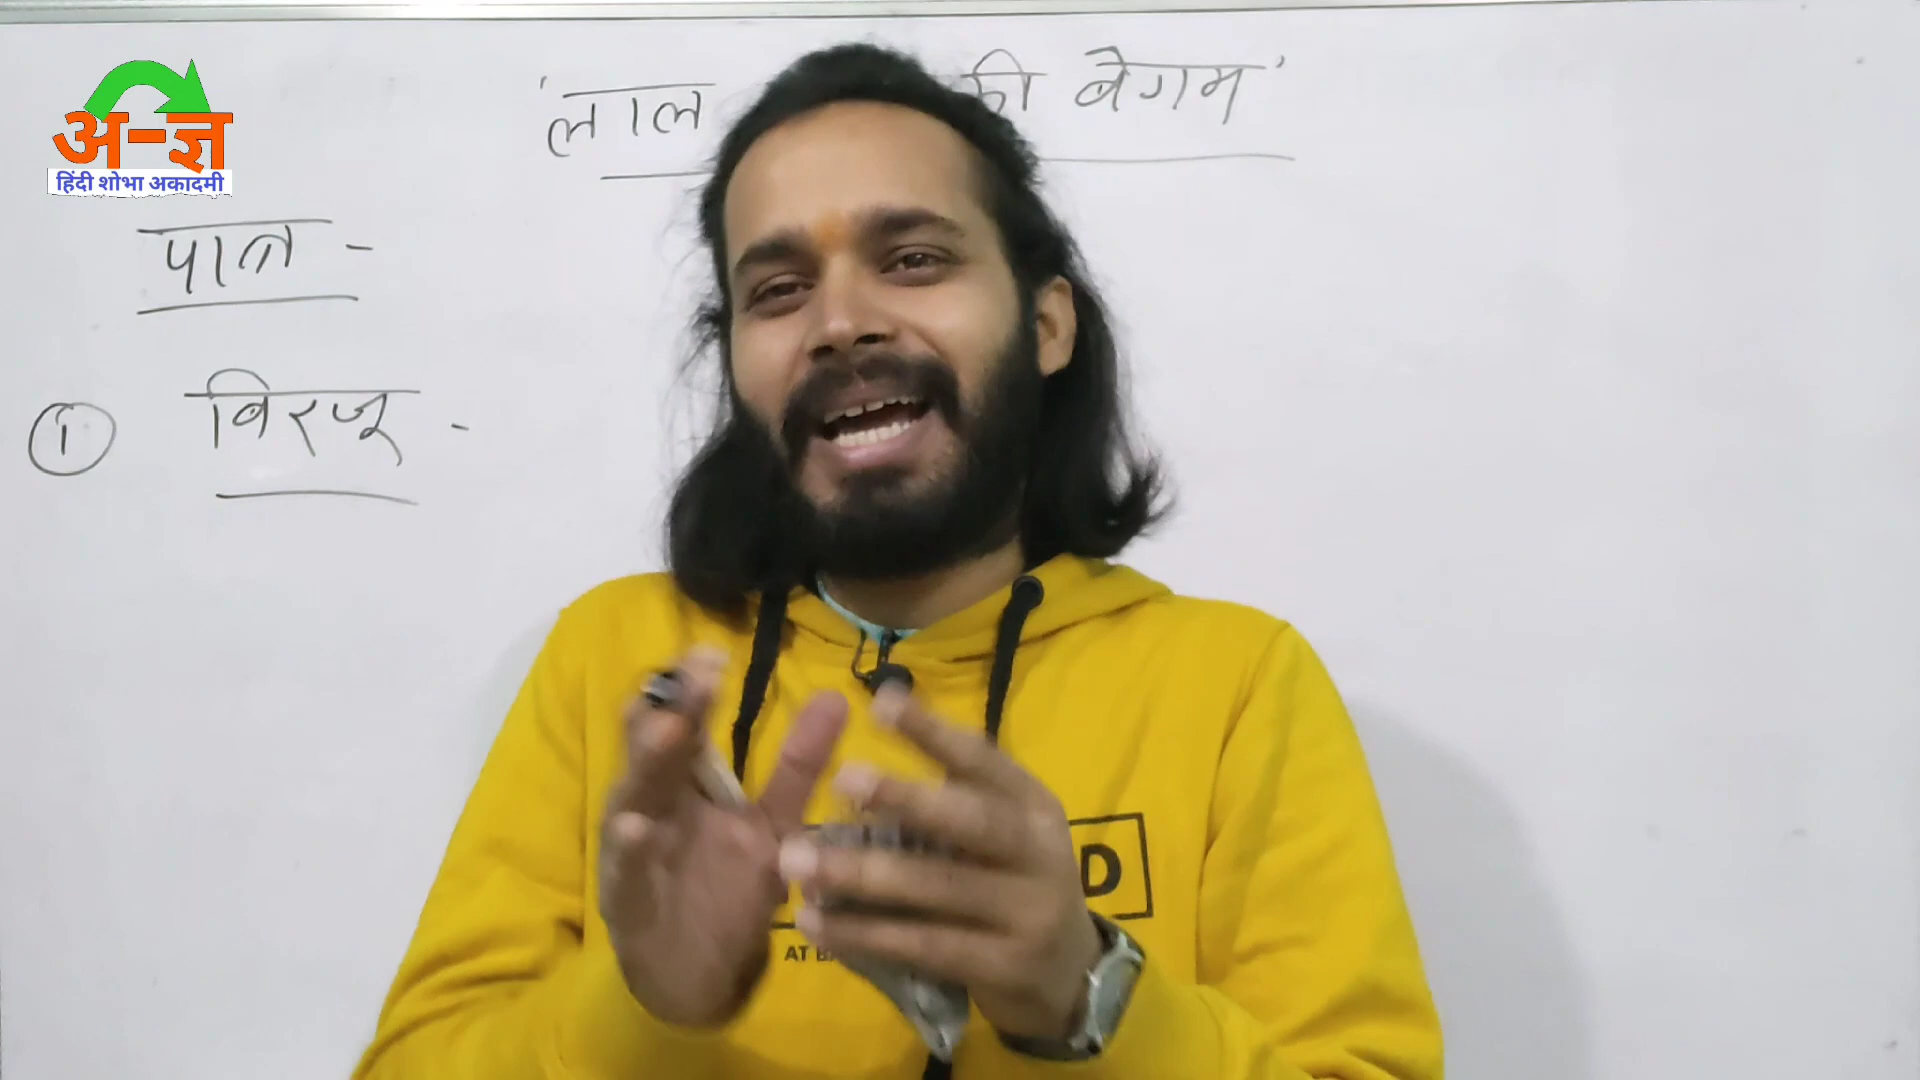 'लाल की बेगम'
अ-ज्ञ
हिंदी शोभा अकादमी
पात्र -
① बिरजू -
D
AT